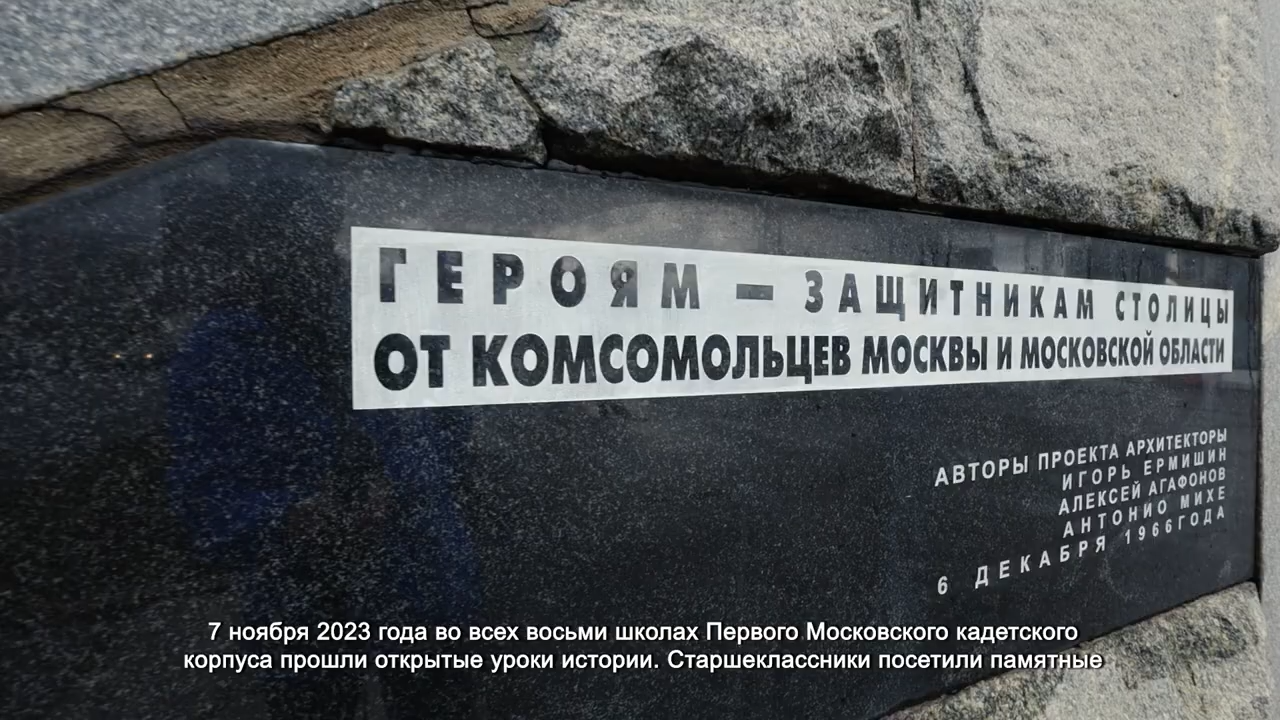 ГЕРОЯМ — ЗАЩИТНИКАМ СТОЛИЦЫ
ОТ КОМСОМОЛЬЦЕВ МОСКВЫ И МОСКОВСКОЙ ОБЛАСТИ
АВТОРЫ ПРОЕКТА АРХИТЕКТОРЫ
ИГОРЬ ЕРМИШИН
АЛЕКСЕЙ АГАФОНОВ
АНТОНИО МИХЕ
6 ДЕКАБРЯ 1966ГОДА
7 ноября 2023 года во всех восьми школах Первого Московского кадетского
корпуса прошли открытые уроки истории. Старшеклассники посетили памятные